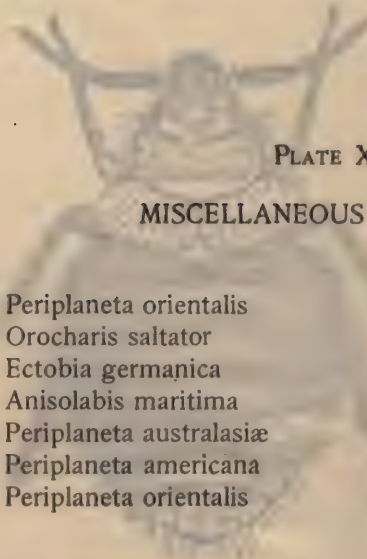 PLATE X
MISCELLANEOUS
Periplaneta orientalis
Orocharis saltator
Ectobia germanica
Anisolabis maritima
Periplaneta australasiæ
Periplaneta americana
Periplaneta orientalis